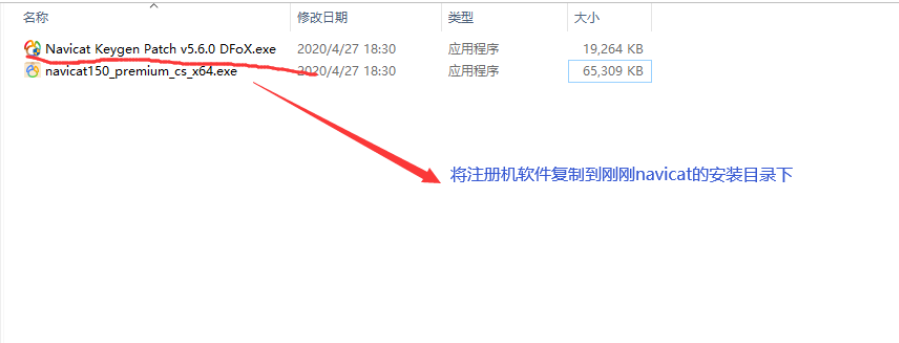 名称 修改日期 类型 大小
Navicat Keygen Patch v5.6.0 DFoX.exe 2020/4/27 18:30 应用程序 19,264 KB
navicat150_premium_cs_x64.exe 2020/4/27 18:30 应用程序 65,309 KB
将注册机软件复制到刚刚navicat的安装目录下